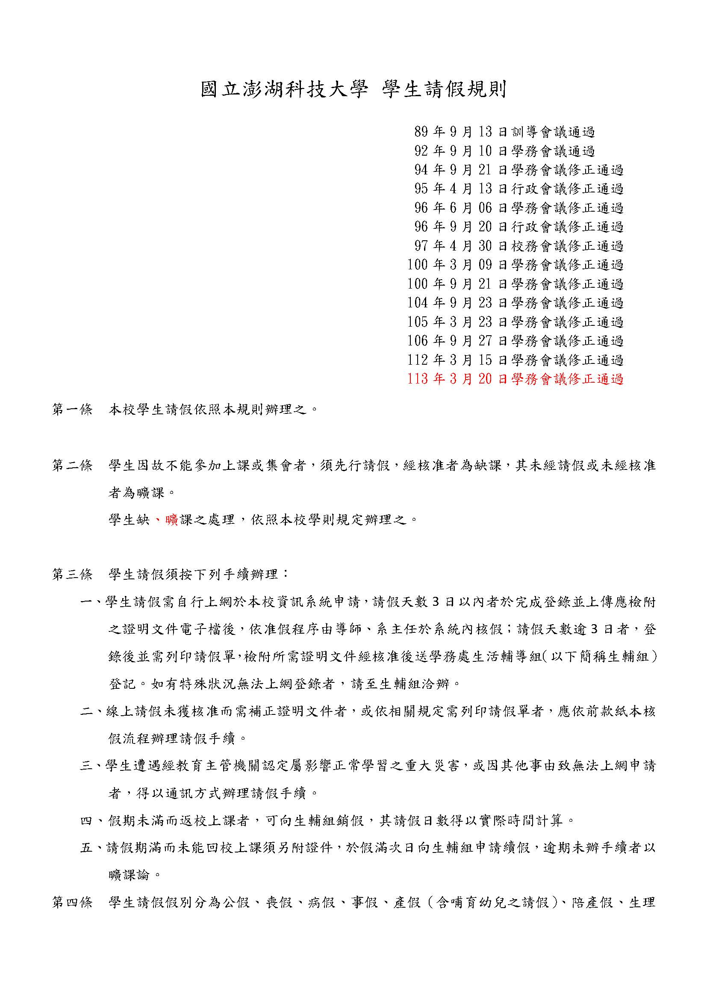 國立澎湖科技大學 學生請假規則
89 年 9 月 13 日訓導會議通過
92 年 9 月 10 日學務會議通過
94 年 9 月 21 日學務會議修正通過
95 年 4 月 13 日行政會議修正通過
96 年 6 月 06 日學務會議修正通過
96 年 9 月 20 日行政會議修正通過
97 年 4 月 30 日校務會議修正通過
100 年 3 月 09 日學務會議修正通過
100 年 9 月 21 日學務會議修正通過
104 年 9 月 23 日學務會議修正通過
105 年 3 月 23 日學務會議修正通過
106 年 9 月 27 日學務會議修正通過
112 年 3 月 15 日學務會議修正通過
113 年 3 月 20 日學務會議修正通過
第一條　本校學生請假依照本規則辦理之。
第二條　學生因故不能參加上課或集會者，須先行請假，經核准者為缺課，其未經請假或未經核准
者為曠課。
學生缺、曠課之處理，依照本校學則規定辦理之。
第三條　學生請假須按下列手續辦理：
一、學生請假需自行上網於本校資訊系統申請，請假天數 3 日以內者於完成登錄並上傳應檢附
之證明文件電子檔後，依准假程序由導師、系主任於系統內核假；請假天數逾 3 日者，登
錄後並需列印請假單，檢附所需證明文件經核准後送學務處生活輔導組（以下簡稱生輔組）
登記。如有特殊狀況無法上網登錄者，請至生輔組洽辦。
二、線上請假未獲核准而需補正證明文件者，或依相關規定需列印請假單者，應依前款紙本核
假流程辦理請假手續。
三、學生遭遇經教育主管機關認定屬影響正常學習之重大災害，或因其他事由致無法上網申請
者，得以通訊方式辦理請假手續。
四、假期未滿而返校上課者，可向生輔組銷假，其請假日數得以實際時間計算。
五、請假期滿而未能回校上課須另附證件，於假滿次日向生輔組申請續假，逾期未辦手續者以
曠課論。
第四條　學生請假假別分為公假、喪假、病假、事假、產假（含哺育幼兒之請假）、陪產假、生理